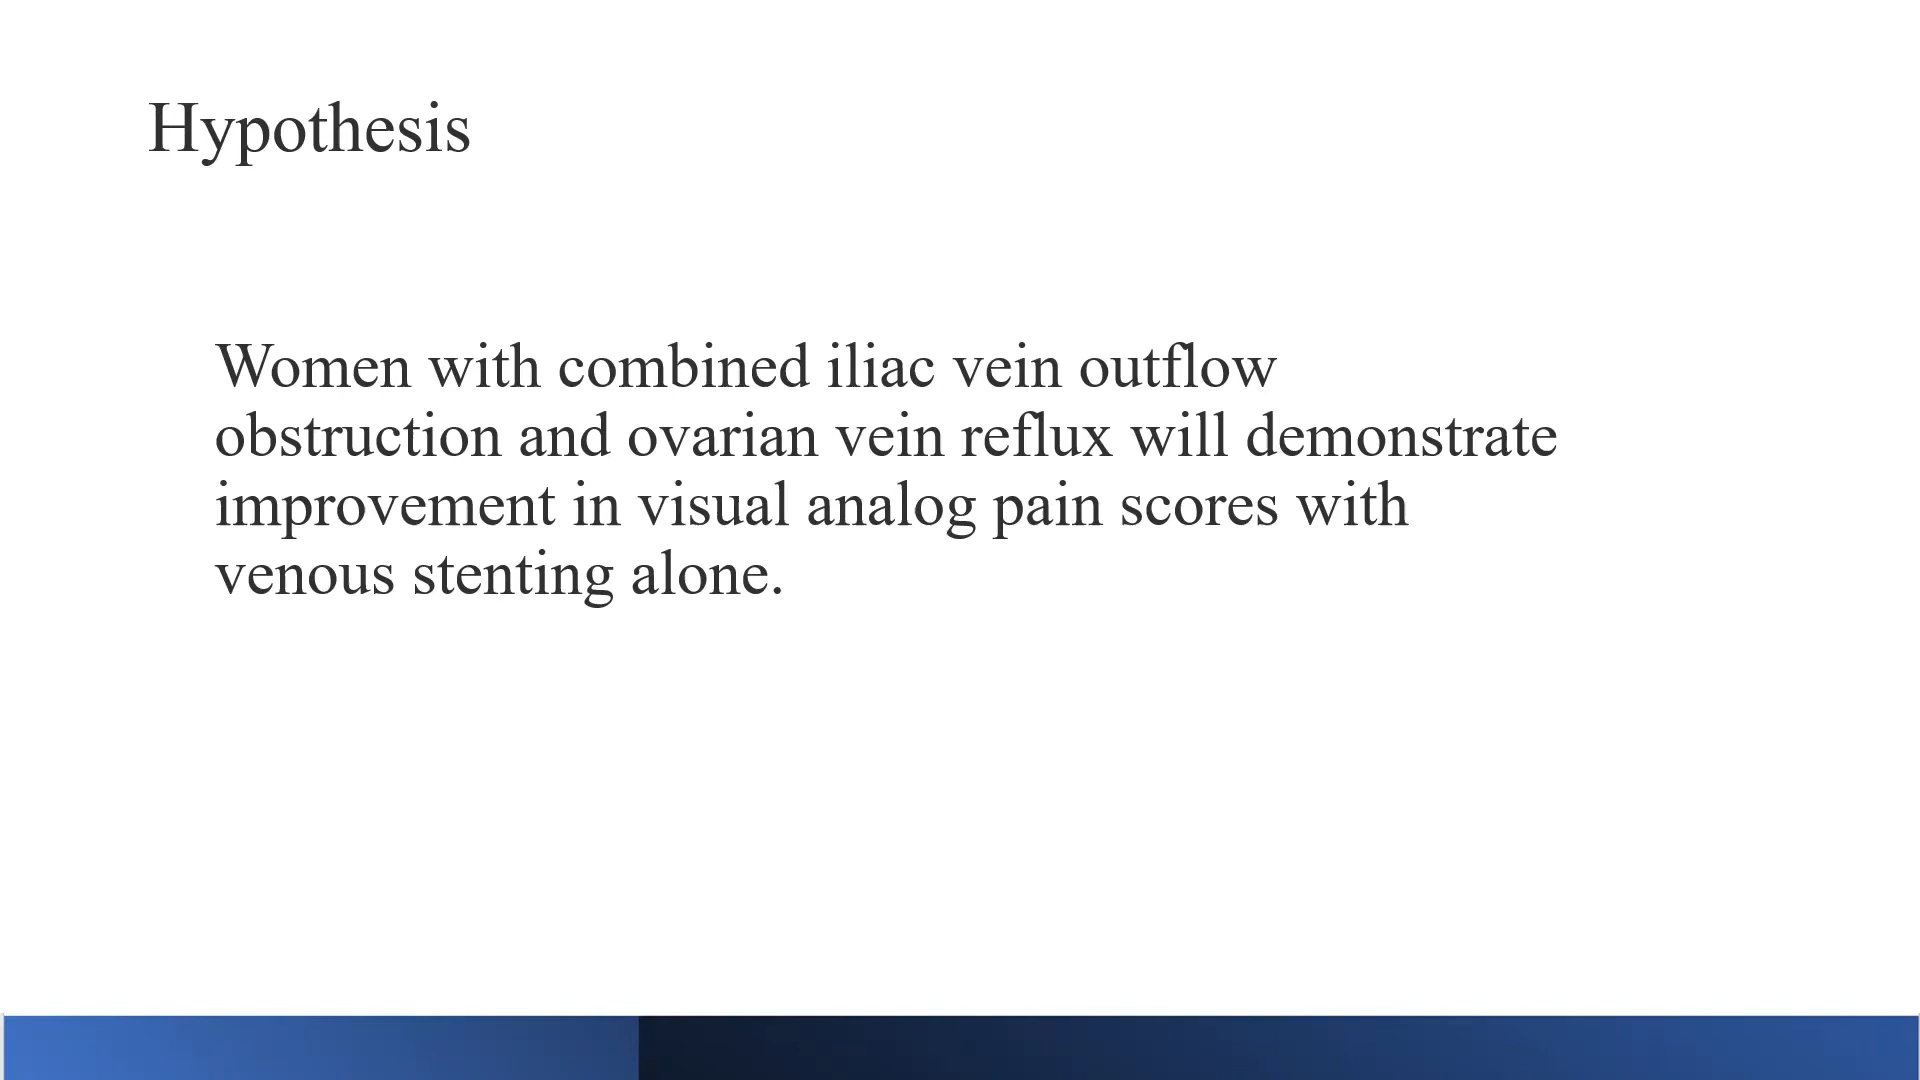 Hypothesis
Women with combined iliac vein outflow
obstruction and ovarian vein reflux will demonstrate
improvement in visual analog pain scores with
venous stenting alone.